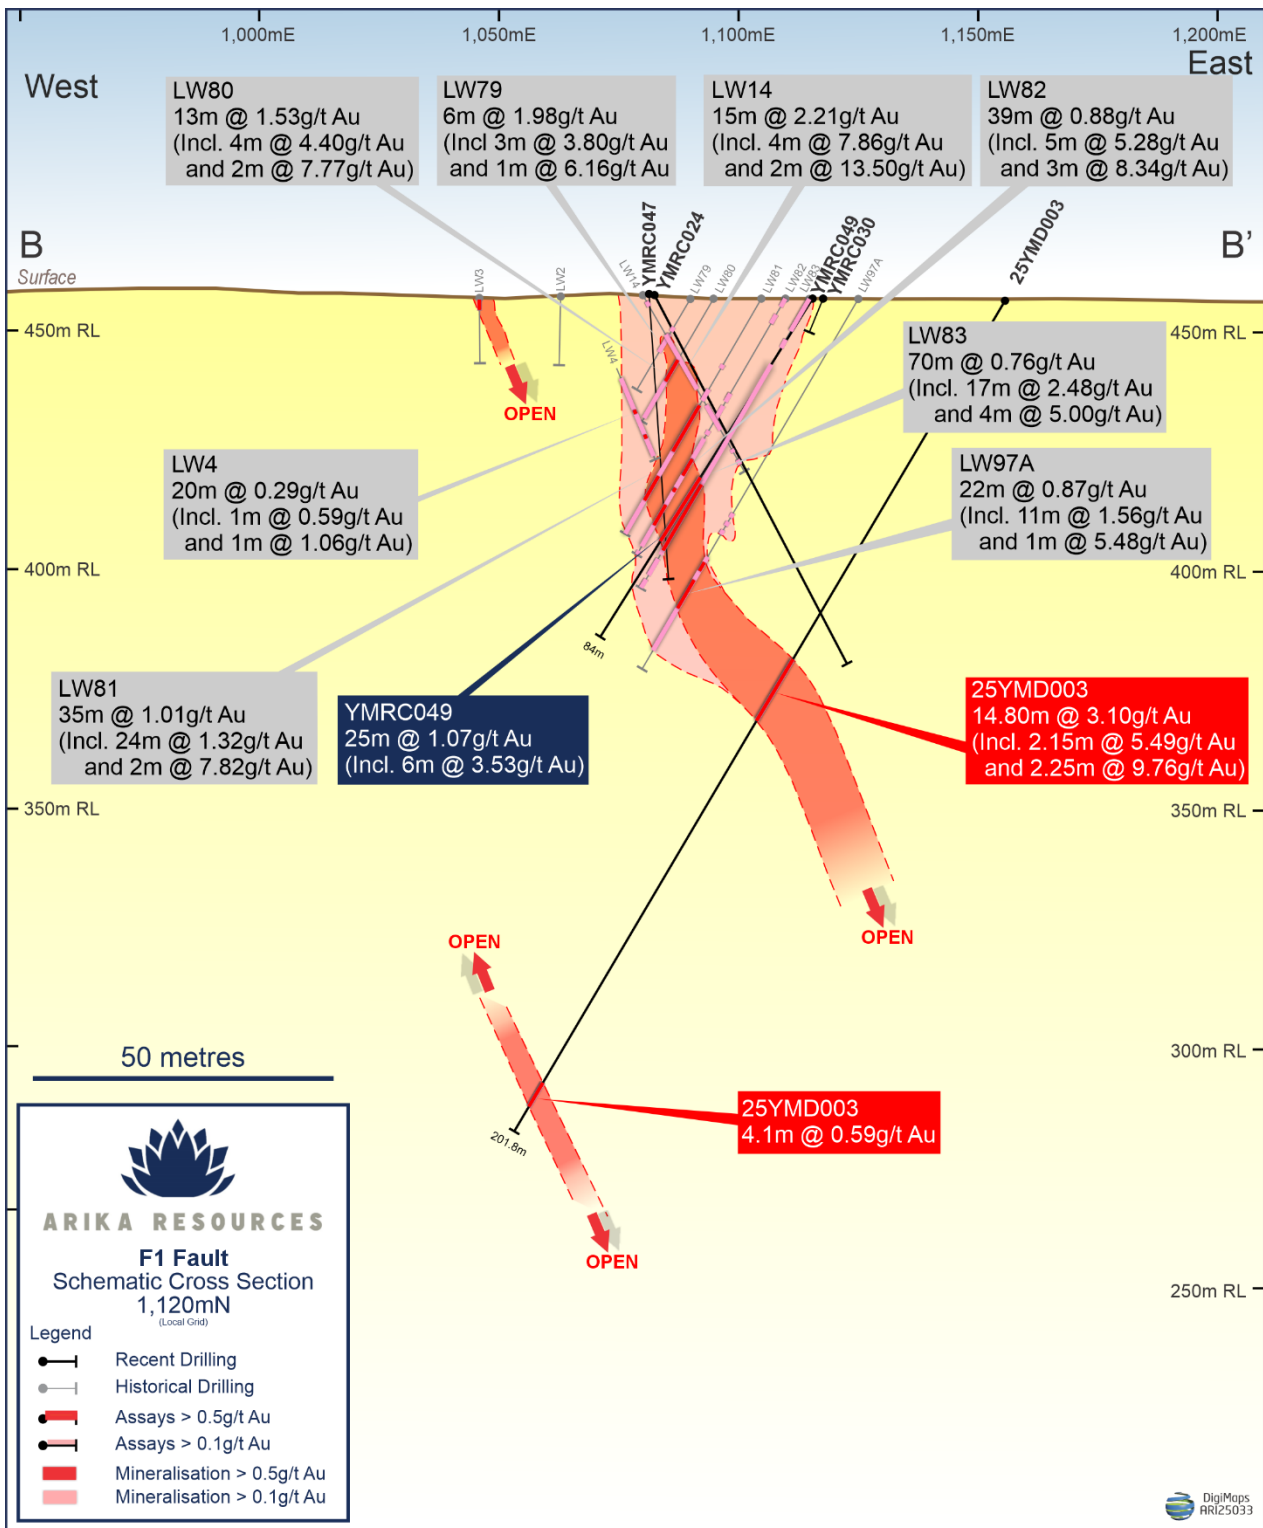 1,000mE
1,050mE
1,100mE
1,150mE
1,200mE
West
East
LW80
13m @ 1.53g/t Au
(Incl. 4m @ 4.40g/t Au
and 2m @ 7.77g/t Au)
LW79
6m @ 1.98g/t Au
(Incl 3m @ 3.80g/t Au
and 1m @ 6.16g/t Au
LW14
15m @ 2.21g/t Au
(Incl. 4m @ 7.86g/t Au
and 2m @ 13.50g/t Au)
LW82
39m @ 0.88g/t Au
(Incl. 5m @ 5.28g/t Au
and 3m @ 8.34g/t Au)
B
B'
Surface
LW3
LW2
LW14
YMRC047
YMRC024
LW79
LW80
LW81
LW82
LW83
YMRC049
YMRC030
LW97A
25YMD003
450m RL
450m RL
LW4
OPEN
LW83
70m @ 0.76g/t Au
(Incl. 17m @ 2.48g/t Au
and 4m @ 5.00g/t Au)
LW4
20m @ 0.29g/t Au
(Incl. 1m @ 0.59g/t Au
and 1m @ 1.06g/t Au)
LW97A
22m @ 0.87g/t Au
(Incl. 11m @ 1.56g/t Au
and 1m @ 5.48g/t Au)
400m RL
400m RL
84m
LW81
35m @ 1.01g/t Au
(Incl. 24m @ 1.32g/t Au
and 2m @ 7.82g/t Au)
YMRC049
25m @ 1.07g/t Au
(Incl. 6m @ 3.53g/t Au)
25YMD003
14.80m @ 3.10g/t Au
(Incl. 2.15m @ 5.49g/t Au
and 2.25m @ 9.76g/t Au)
350m RL
350m RL
OPEN
OPEN
300m RL
50 metres
25YMD003
4.1m @ 0.59g/t Au
201.8m
OPEN
250m RL
ARIKA RESOURCES
F1 Fault
Schematic Cross Section
1,120mN
(Local Grid)
Legend
Recent Drilling
Historical Drilling
Assays > 0.5g/t Au
Assays > 0.1g/t Au
Mineralisation > 0.5g/t Au
Mineralisation > 0.1g/t Au
DigiMaps
ARI25033